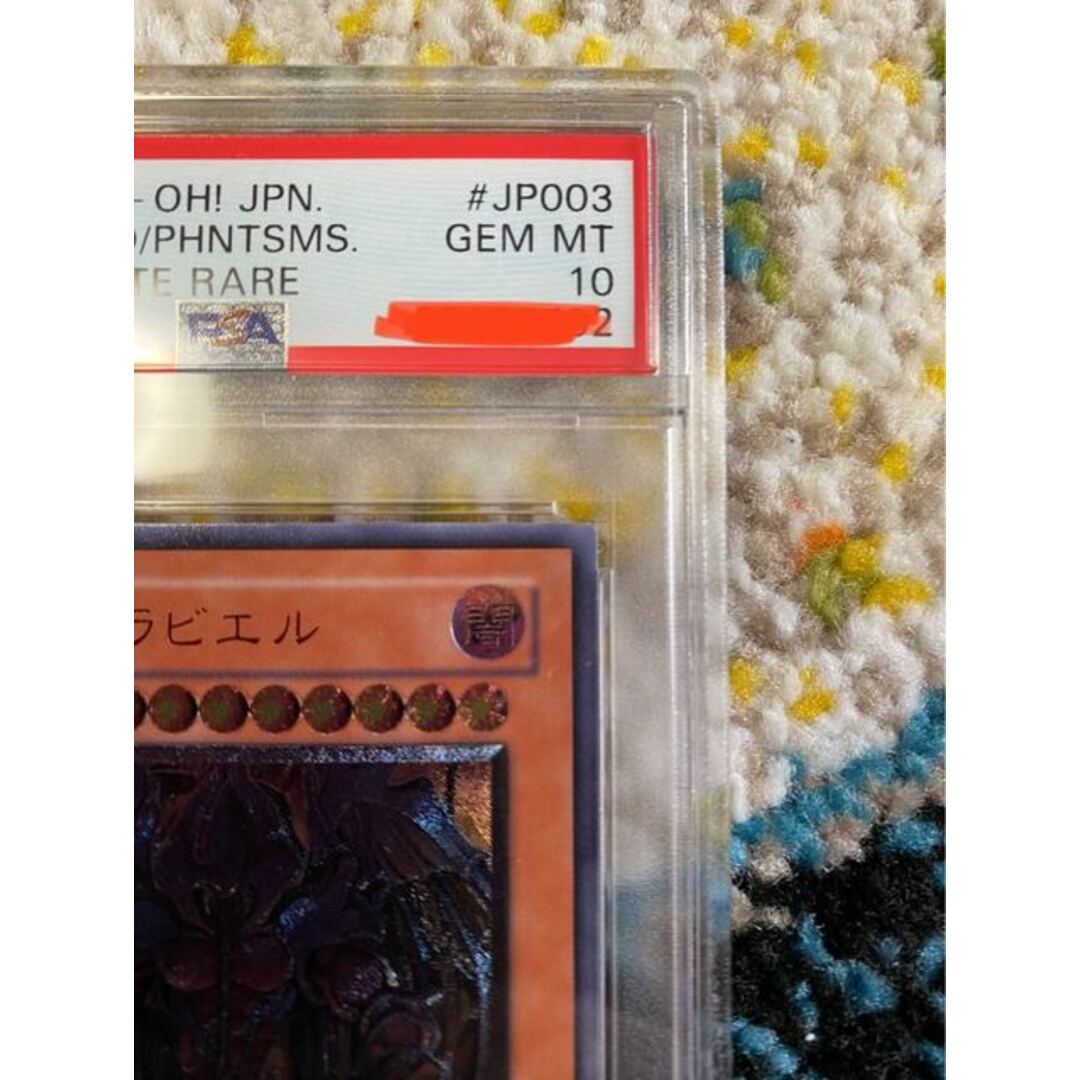 - OH! JPN. #JP003
/PHNTSMS. GEM MT
TE RARE 10
PSA 2
ラビエル 闇